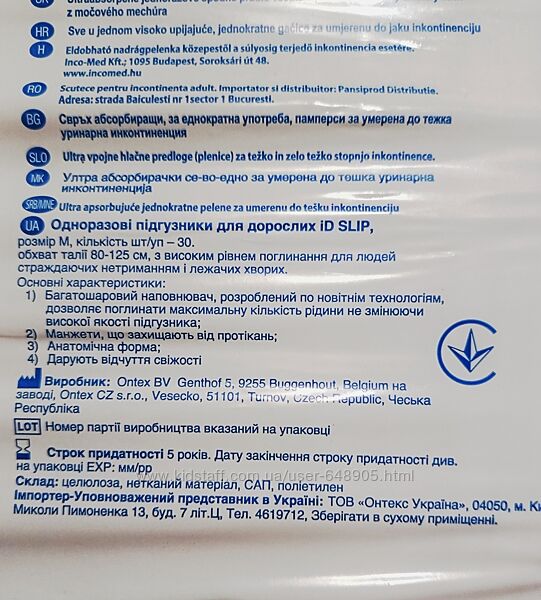 z močového mechúra
HR Sve u jednom visoko upijajuće, jednokratne gaćice za umjerenu do jaku inkontinenciju
H Eldobható nadrágpelenka közepestől a súlyosig terjedő inkontinencia esetére.
Inco-Med Kft.; 1095 Budapest, Soroksári út 48.
www.incomed.hu
RO Scutece pentru incontinenta adult. Importator si distribuitor: Pansiprod Distributie.
Adresa: strada Baiculesti nr 1sector 1 Bucuresti.
BG Свръх абсорбиращи, за еднократна употреба, памперси за умерена до тежка
уринарна инконтиненция
SLO Ultra vpojne hlačne predloge (plenice) za težko in zelo težko stopnjo inkontinence.
MK Ултра абсорбирачки се-во-едно за умерена до тешка уринарна
инконтиненција
SRB/MNE Ultra apsorbujuće jednokratne pelene za umerenu do tešku inkontinenciju
UA Одноразові підгузники для дорослих iD SLIP,
розмір M, кількість шт/уп – 30.
обхват талії 80-125 см, з високим рівнем поглинання для людей
страждаючих нетриманням і лежачих хворих.
Основні характеристики:
1) Багатошаровий наповнювач, розроблений по новітнім технологіям,
дозволяє поглинати максимальну кількість рідини не змінюючи
високої якості підгузника;
2) Манжети, що захищають від протікань;
3) Анатомічна форма;
4) Дарують відчуття свіжості
Виробник: Ontex BV Genthof 5, 9255 Buggenhout, Belgium на
заводі, Ontex CZ s.r.o., Vesecko, 51101, Turnov, Czech Republic, Чеська
Республіка
LOT Номер партії виробництва вказаний на упаковці
Строк придатності 5 років. Дату закінчення строку придатності див.
на упаковці EXP: мм/рр
kidstaff.com.ua/user-648905.html
Склад: целюлоза, нетканий матеріал, САП, поліетилен
Імпортер-Уповноважений представник в Україні: ТОВ «Онтекс Україна», 04050, м. Ки
Миколи Пимоненка 13, буд. 7 літ.Ц, Тел. 4619712, Зберігати в сухому приміщенні.